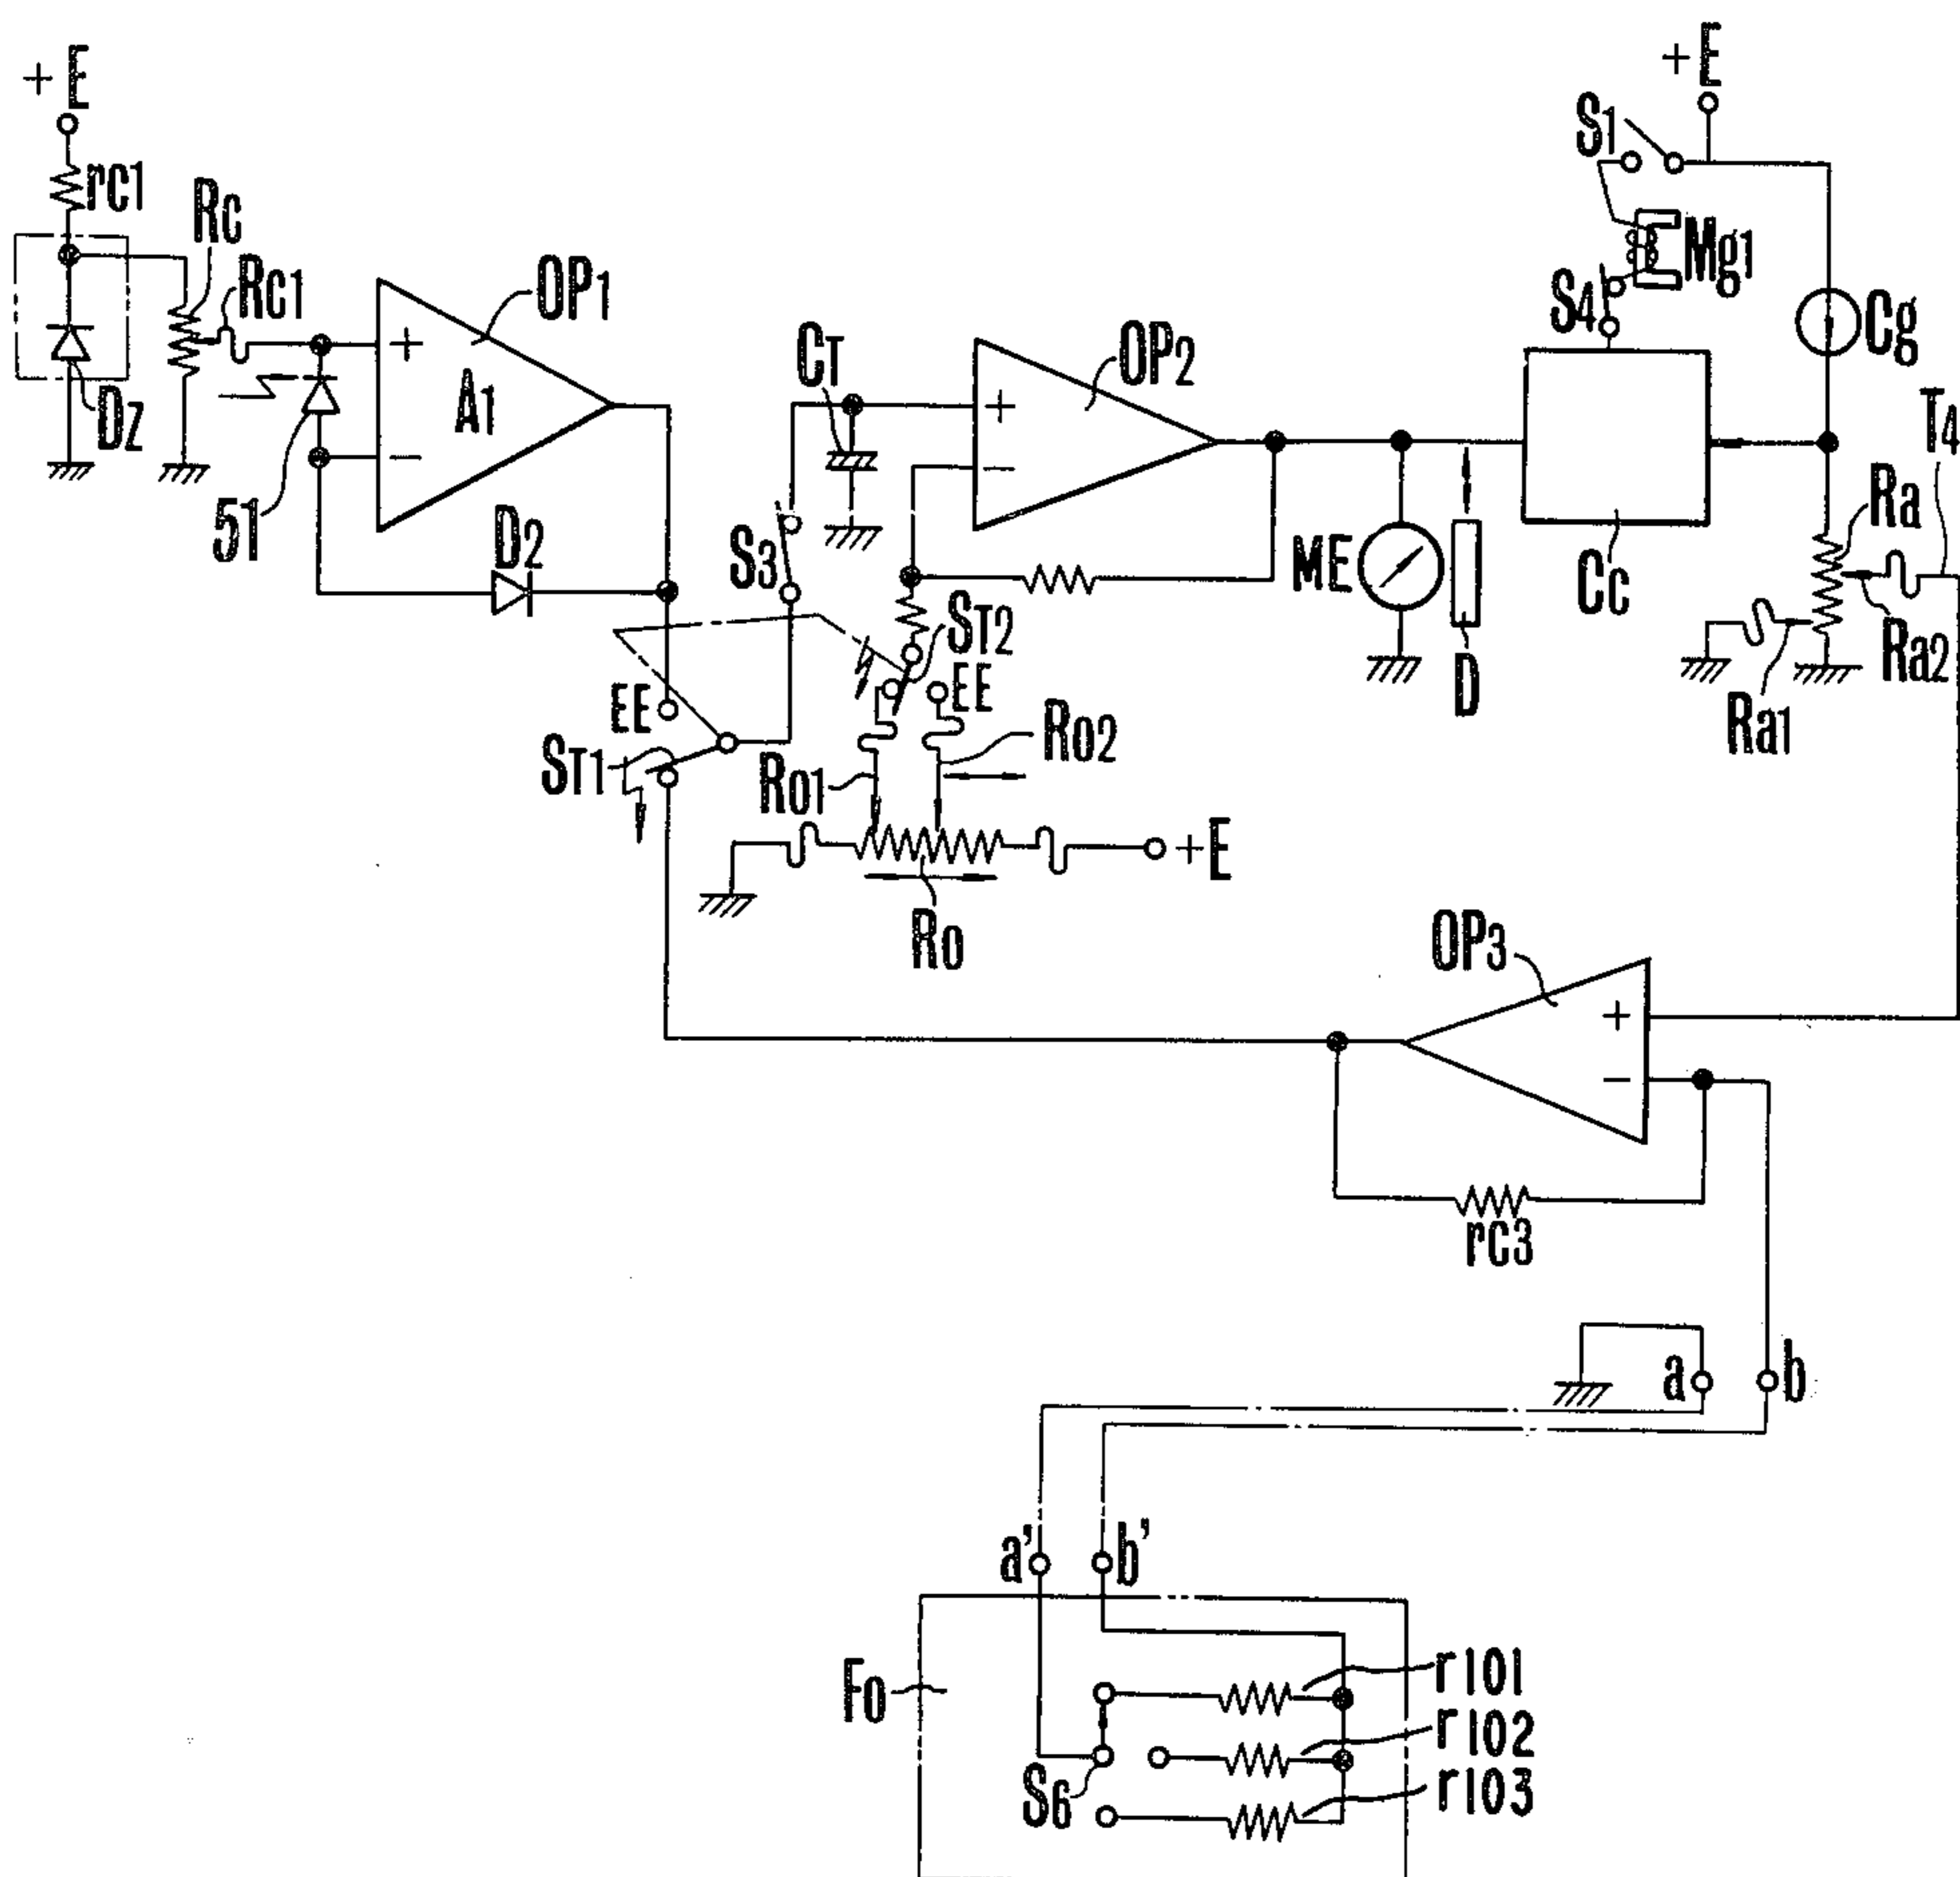 +E
+E
S1
rc1
Rc
Rc1
OP1
Mg1
S4
Cg
CT
OP2
+
A1
+
T4
Dz
−
−
Ra
51
D2
S3
ME
Cc
ST2
D
Ra2
EE
EE
Ra1
ST1
Ro1
Ro2
+E
Ro
OP3
+
−
rc3
a
b
a'
b'
Fo
r101
r102
S6
r103